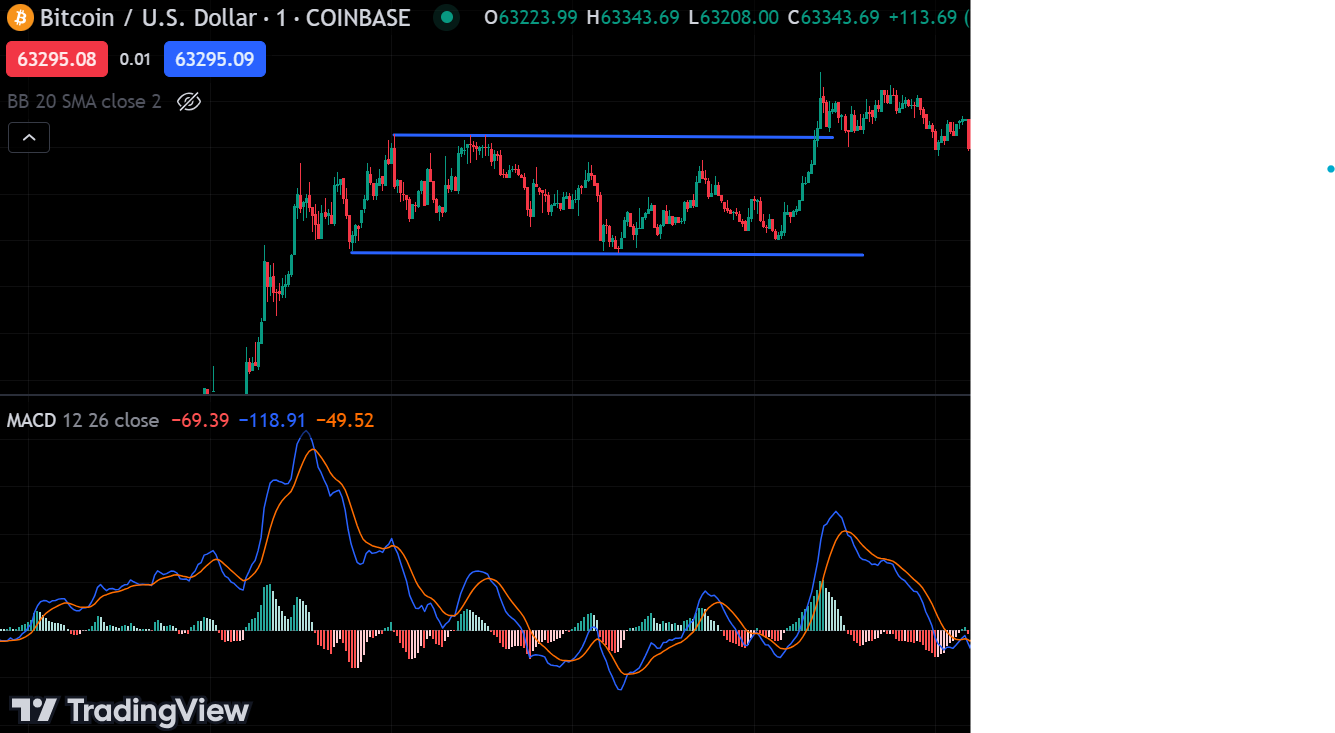 Bitcoin / U.S. Dollar · 1 · COINBASE O63223.99 H63343.69 L63208.00 C63343.69 +113.69 (
63295.08 0.01 63295.09
BB 20 SMA close 2
MACD 12 26 close −69.39 −118.91 −49.52
TradingView